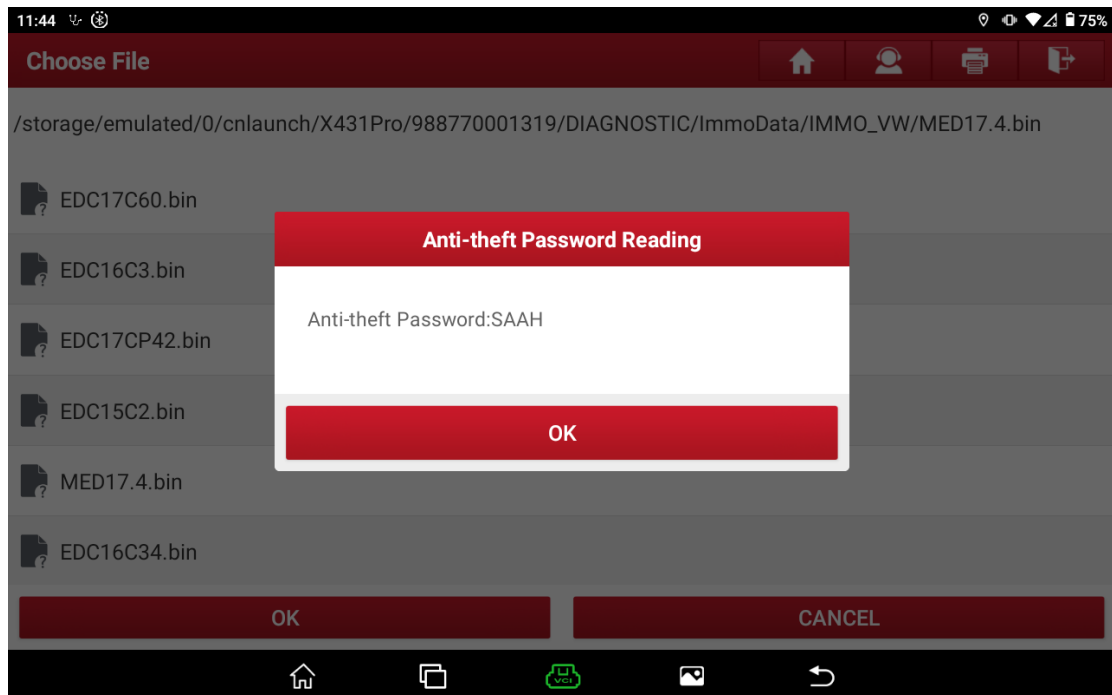 11:44
75%
Choose File
/storage/emulated/0/cnlaunch/X431Pro/988770001319/DIAGNOSTIC/ImmoData/IMMO_VW/MED17.4.bin
EDC17C60.bin
Anti-theft Password Reading
EDC16C3.bin
Anti-theft Password:SAAH
EDC17CP42.bin
EDC15C2.bin
OK
MED17.4.bin
EDC16C34.bin
OK
CANCEL
VCI